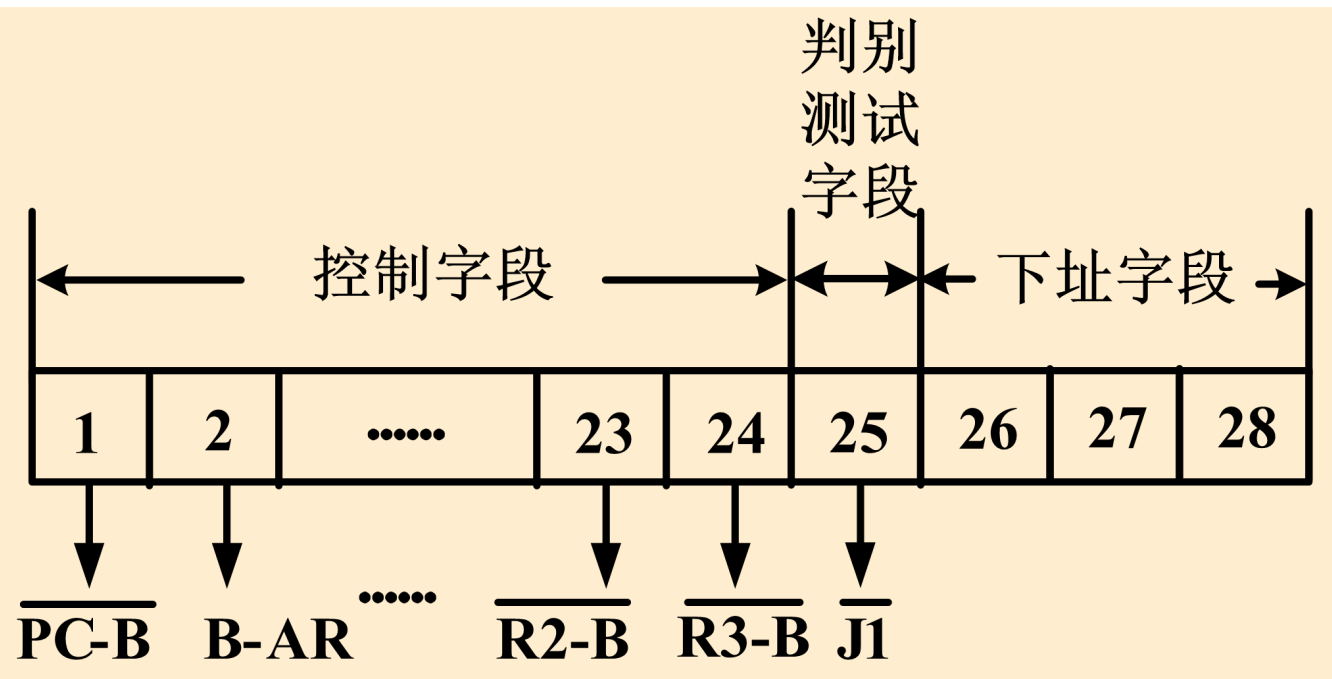 判别
测试
字段
控制字段
下址字段
1 2 ...... 23 24 25 26 27 28
PC-B B-AR ...... R2-B R3-B J1